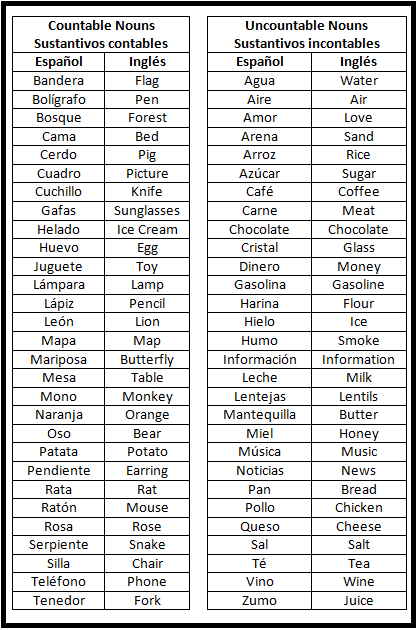 Countable Nouns
Sustantivos contables
Español Inglés
Bandera Flag
Bolígrafo Pen
Bosque Forest
Cama Bed
Cerdo Pig
Cuadro Picture
Cuchillo Knife
Gafas Sunglasses
Helado Ice Cream
Huevo Egg
Juguete Toy
Lámpara Lamp
Lápiz Pencil
León Lion
Mapa Map
Mariposa Butterfly
Mesa Table
Mono Monkey
Naranja Orange
Oso Bear
Patata Potato
Pendiente Earring
Rata Rat
Ratón Mouse
Rosa Rose
Serpiente Snake
Silla Chair
Teléfono Phone
Tenedor Fork
Uncountable Nouns
Sustantivos incontables
Español Inglés
Agua Water
Aire Air
Amor Love
Arena Sand
Arroz Rice
Azúcar Sugar
Café Coffee
Carne Meat
Chocolate Chocolate
Cristal Glass
Dinero Money
Gasolina Gasoline
Harina Flour
Hielo Ice
Humo Smoke
Información Information
Leche Milk
Lentejas Lentils
Mantequilla Butter
Miel Honey
Música Music
Noticias News
Pan Bread
Pollo Chicken
Queso Cheese
Sal Salt
Té Tea
Vino Wine
Zumo Juice